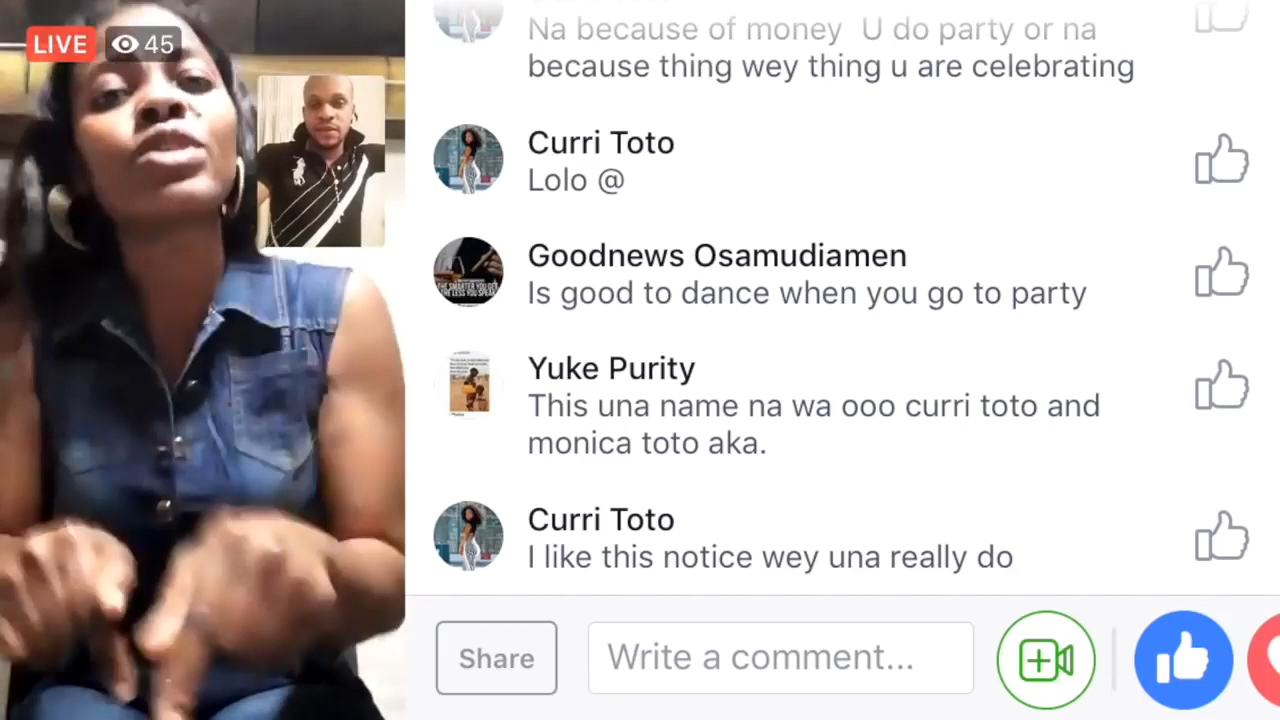 LIVE 45
Na because of money U do party or na
because thing wey thing u are celebrating
Curri Toto
Lolo @
Goodnews Osamudiamen
Is good to dance when you go to party
Yuke Purity
This una name na wa ooo curri toto and
monica toto aka.
Curri Toto
I like this notice wey una really do
Share
Write a comment...